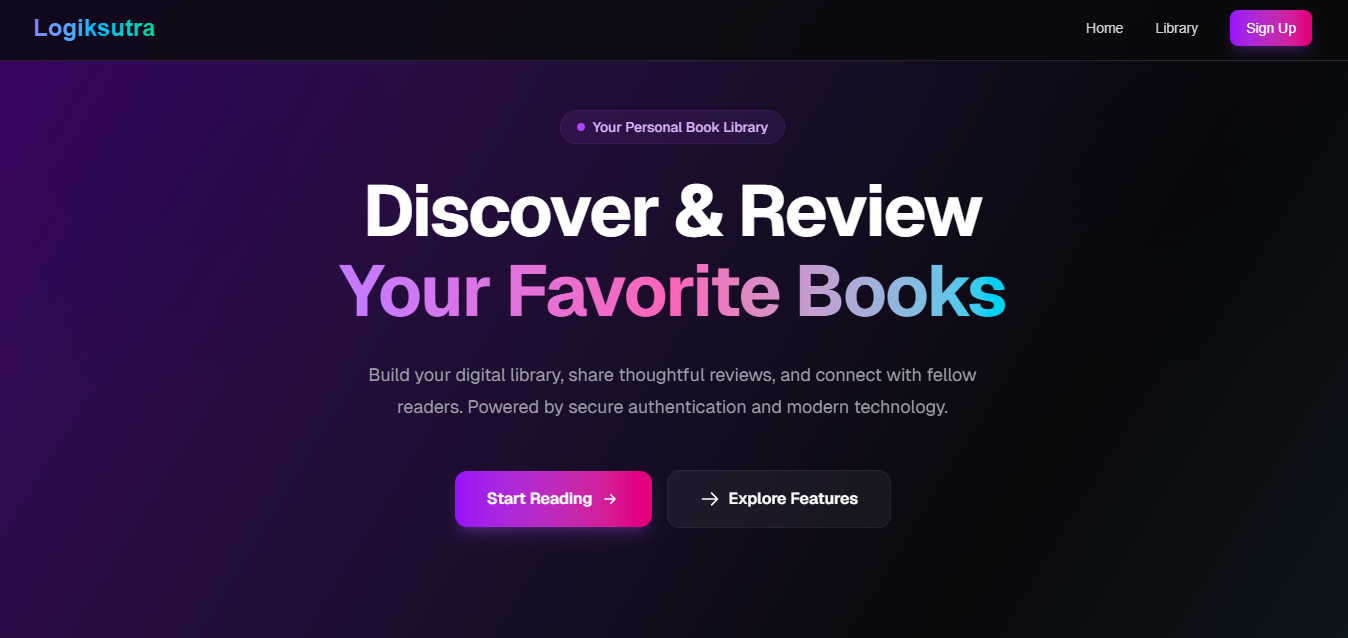 Logiksutra
Home
Library
Sign Up
Your Personal Book Library
Discover & Review
Your Favorite Books
Build your digital library, share thoughtful reviews, and connect with fellow
readers. Powered by secure authentication and modern technology.
Start Reading →
→ Explore Features